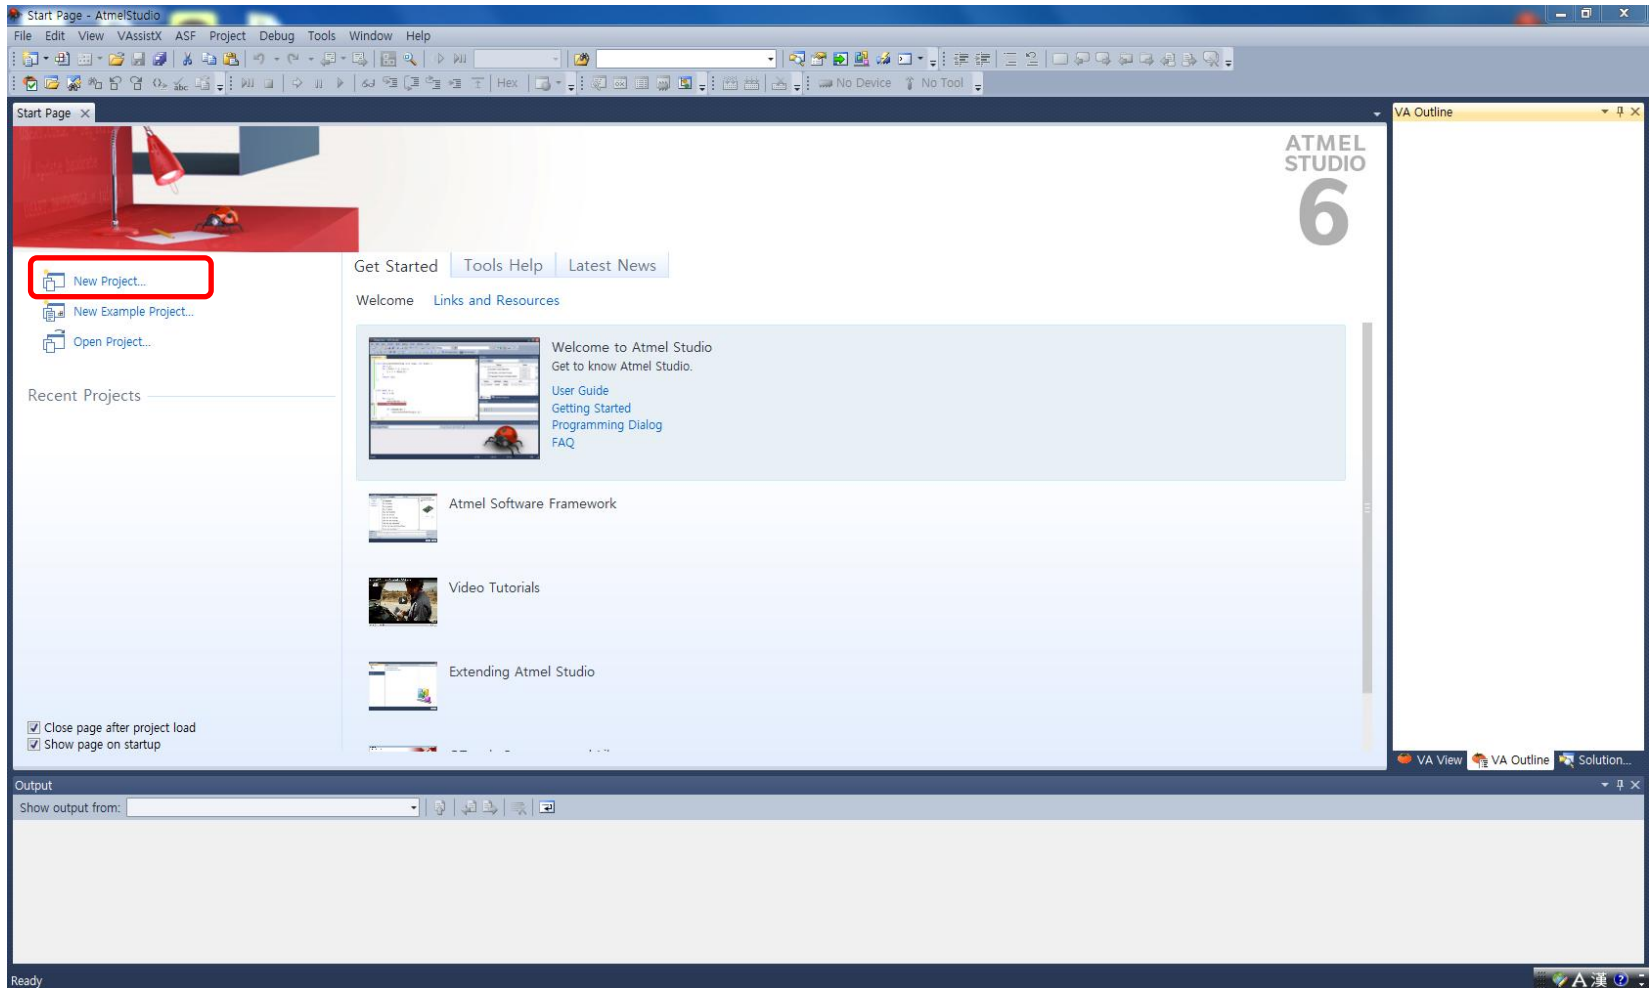 Start Page - AtmelStudio
File Edit View VAssistX ASF Project Debug Tools Window Help
Hex No Device No Tool
Start Page
VA Outline
ATMEL
STUDIO
6
New Project...
New Example Project...
Open Project...
Recent Projects
Close page after project load
Show page on startup
Get Started Tools Help Latest News
Welcome Links and Resources
Welcome to Atmel Studio
Get to know Atmel Studio.
User Guide
Getting Started
Programming Dialog
FAQ
Atmel Software Framework
Video Tutorials
Extending Atmel Studio
VA View VA Outline Solution...
Output
Show output from:
Ready
A 漢